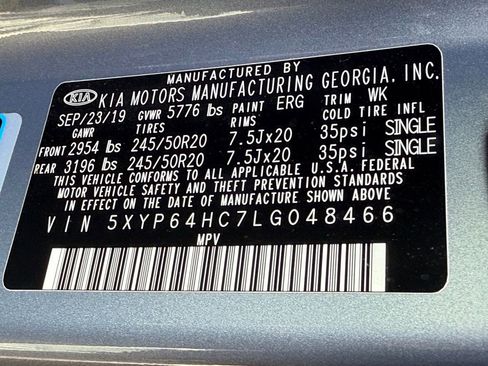 MANUFACTURED BY
KIA KIA MOTORS MANUFACTURING GEORGIA, INC.
SEP/23/19 GVWR 5776 lbs PAINT ERG TRIM WK
GAWR TIRES RIMS COLD TIRE INFL
FRONT 2954 lbs 245/50R20 7.5Jx20 35psi SINGLE
REAR 3196 lbs 245/50R20 7.5Jx20 35psi SINGLE
THIS VEHICLE CONFORMS TO ALL APPLICABLE U.S.A. FEDERAL
MOTOR VEHICLE SAFETY AND THEFT PREVENTION STANDARDS
IN EFFECT ON THE DATE OF MANUFACTURE SHOWN ABOVE
VIN 5XYP64HC7LG048466
MPV